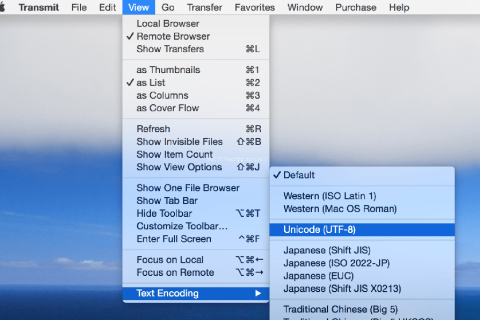 Transmit File Edit View Go Transfer Favorites Window Purchase Help
Local Browser
✓ Remote Browser
Show Transfers ⌘L
as Thumbnails ⌘1
✓ as List ⌘2
as Columns ⌘3
as Cover Flow ⌘4
Refresh ⌘R
Show Invisible Files ⇧⌘B
Show Item Count
Show View Options ⇧⌘J
Show One File Browser
Show Tab Bar
Hide Toolbar ⌥⌘T
Customize Toolbar...
Enter Full Screen ^⌘F
Focus on Local ⌥⌘←
Focus on Remote ⌥⌘→
Text Encoding ▶
✓ Default
Western (ISO Latin 1)
Western (Mac OS Roman)
Unicode (UTF-8)
Japanese (Shift JIS)
Japanese (ISO 2022-JP)
Japanese (EUC)
Japanese (Shift JIS X0213)
Traditional Chinese (Big 5)